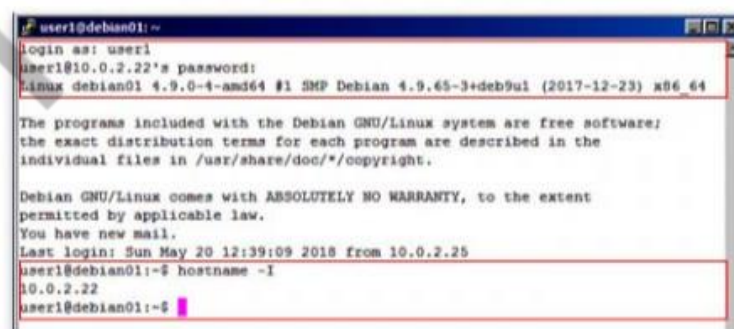 user1@debian01: ~
login as: user1
user1@10.0.2.22's password:
Linux debian01 4.9.0-4-amd64 #1 SMP Debian 4.9.65-3+deb9u1 (2017-12-23) x86_64
The programs included with the Debian GNU/Linux system are free software;
the exact distribution terms for each program are described in the
individual files in /usr/share/doc/*/copyright.
Debian GNU/Linux comes with ABSOLUTELY NO WARRANTY, to the extent
permitted by applicable law.
You have new mail.
Last login: Sun May 20 12:39:09 2018 from 10.0.2.25
user1@debian01:~$ hostname -I
10.0.2.22
user1@debian01:~$